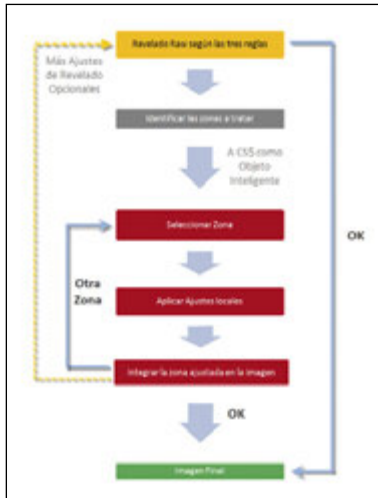 Revelado Raw según las tres reglas
Más Ajustes
de Revelado
Opcionales
Identificar las zonas a tratar
A CS5 como
Objeto
Inteligente
Seleccionar Zona
OK
Otra
Zona
Aplicar Ajustes locales
Integrar la zona ajustada en la imagen
OK
Imagen Final